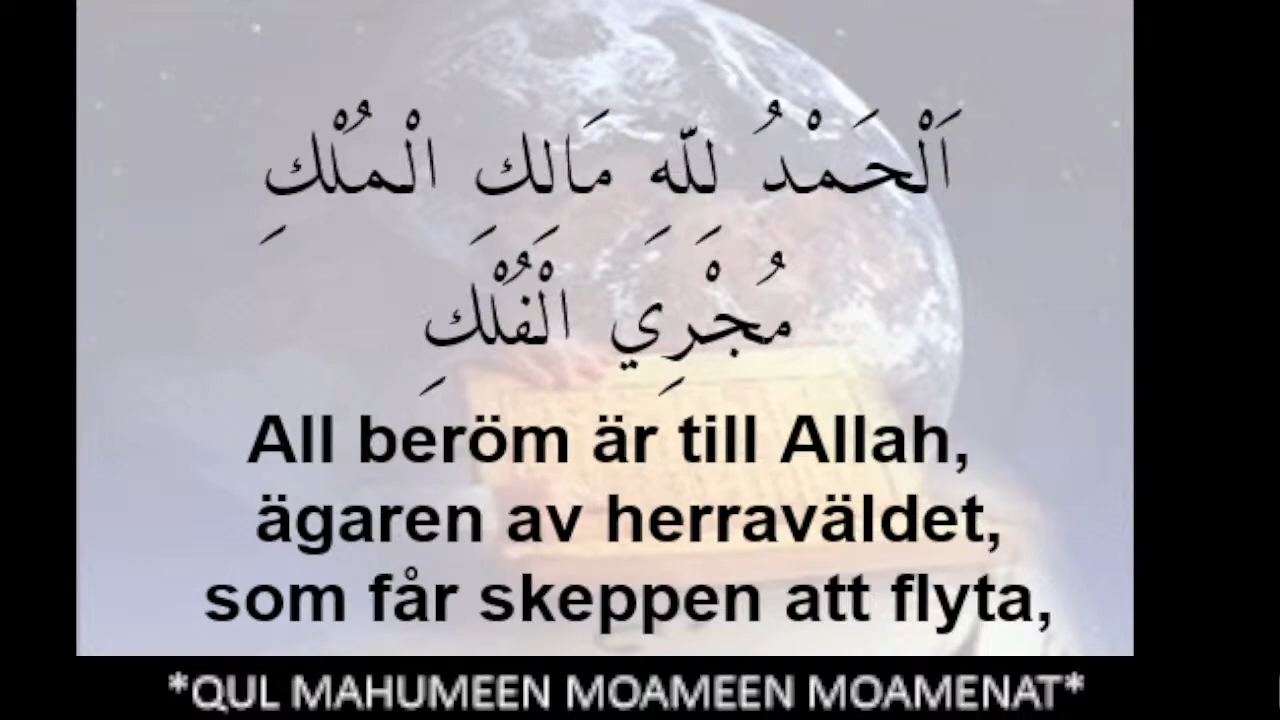 اَلْحَمْدُ لِلّهِ مَالِكِ الْمُلْكِ
مُجْرِي الْفُلْكِ
All beröm är till Allah,
ägaren av herraväldet,
som får skeppen att flyta,
*QUL MAHUMEEN MOAMEEN MOAMENAT*